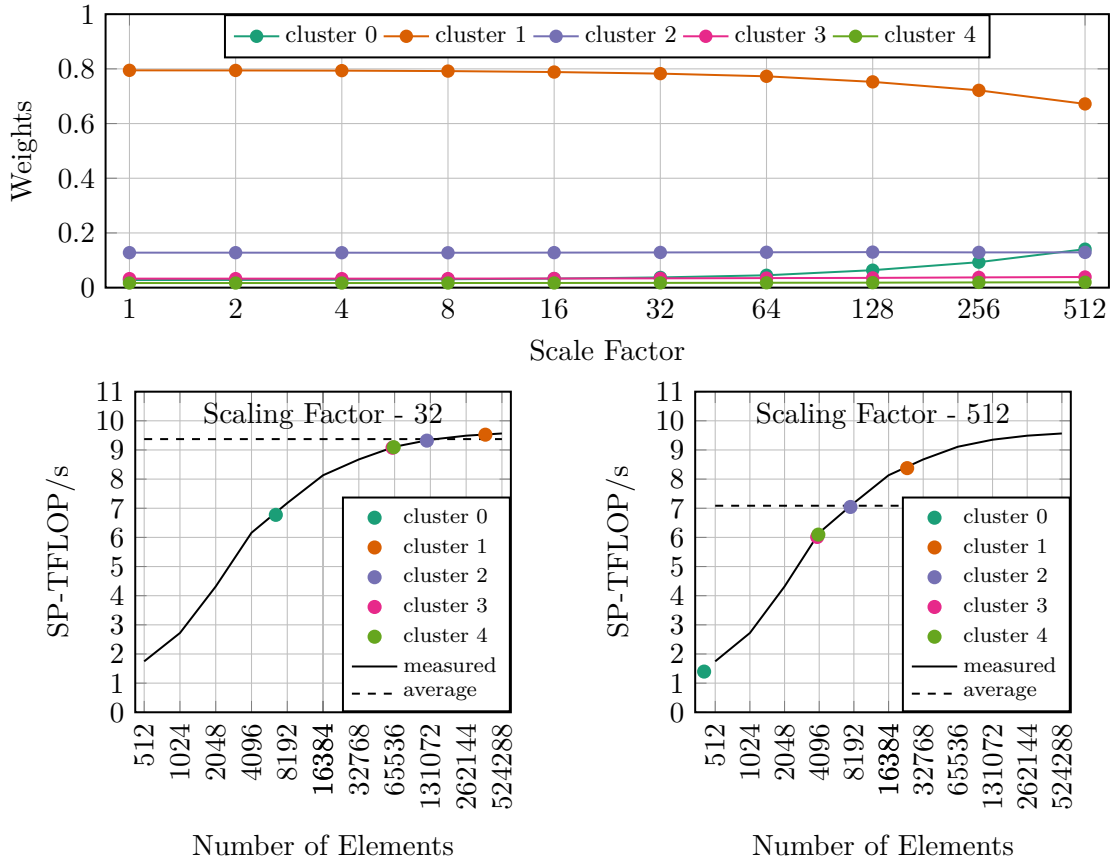 1
0.8
0.6
0.4
0.2
0
Weights
cluster 0 cluster 1 cluster 2 cluster 3 cluster 4
1 2 4 8 16 32 64 128 256 512
Scale Factor
Scaling Factor - 32
11
10
9
8
7
6
5
4
3
2
1
0
SP-TFLOP/s
cluster 0
cluster 1
cluster 2
cluster 3
cluster 4
measured
average
512 1024 2048 4096 8192 16384 32768 65536 131072 262144 524288
Number of Elements
Scaling Factor - 512
11
10
9
8
7
6
5
4
3
2
1
0
SP-TFLOP/s
cluster 0
cluster 1
cluster 2
cluster 3
cluster 4
measured
average
512 1024 2048 4096 8192 16384 32768 65536 131072 262144 524288
Number of Elements